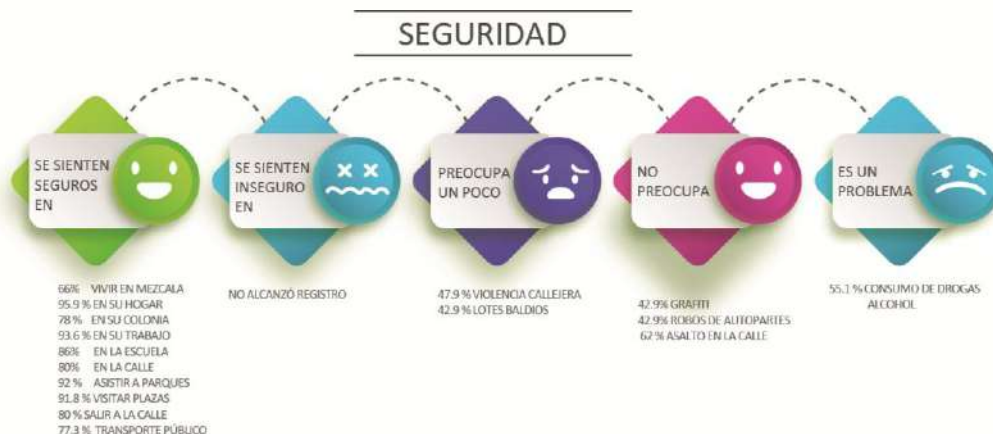 SEGURIDAD
SE SIENTEN
SEGUROS
EN
SE SIENTEN
INSEGURO
EN
PREOCUPA
UN POCO
NO
PREOCUPA
ES UN
PROBLEMA
66% VIVIR EN MEZCALA
95.9 % EN SU HOGAR
78 % EN SU COLONIA
93.6 % EN SU TRABAJO
86% EN LA ESCUELA
80% EN LA CALLE
92 % ASISTIR A PARQUES
91.8 % VISITAR PLAZAS
80 % SALIR A LA CALLE
77.3 % TRANSPORTE PÚBLICO
NO ALCANZÓ REGISTRO
47.9 % VIOLENCIA CALLEJERA
42.9 % LOTES BALDIOS
42.9% GRAFITI
42.9% ROBOS DE AUTOPARTES
62 % ASALTO EN LA CALLE
55.1 % CONSUMO DE DROGAS
ALCOHOL